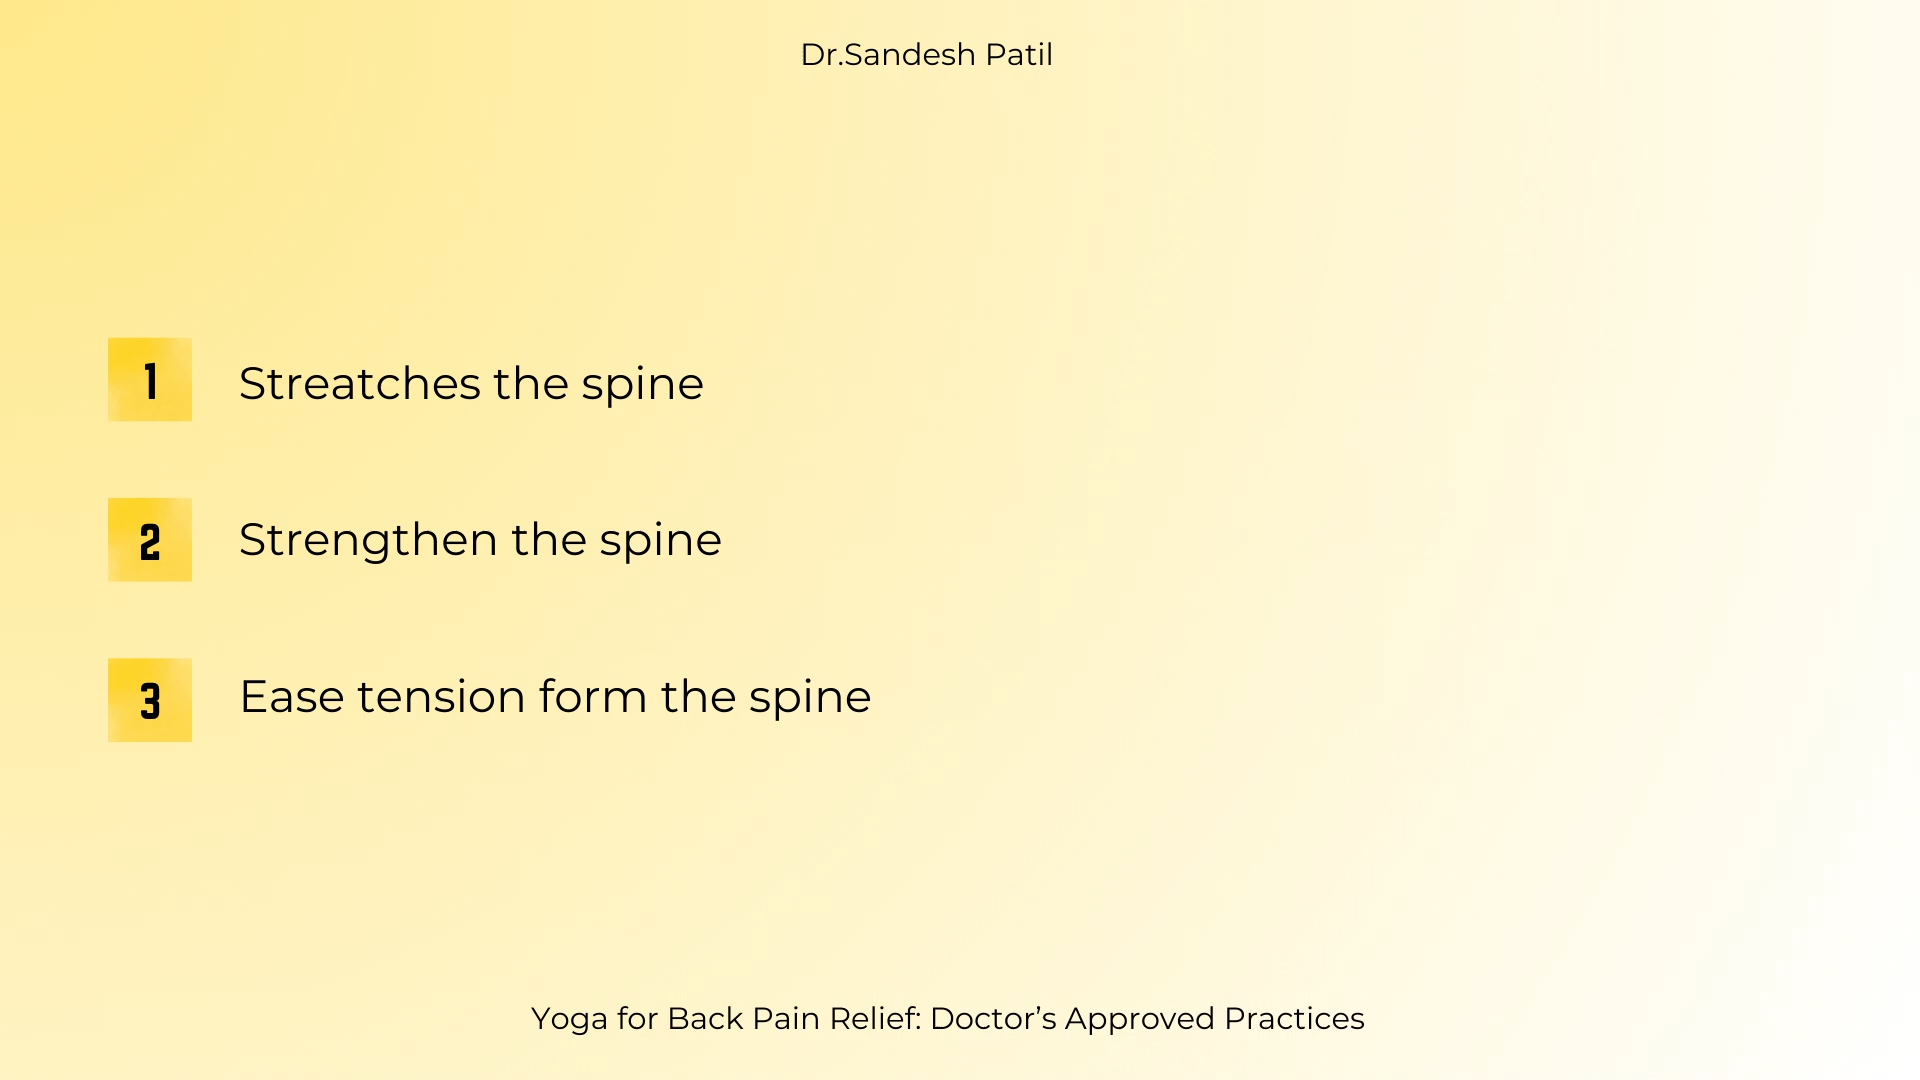 Dr.Sandesh Patil
1 Streatches the spine
2 Strengthen the spine
3 Ease tension form the spine
Yoga for Back Pain Relief: Doctor’s Approved Practices